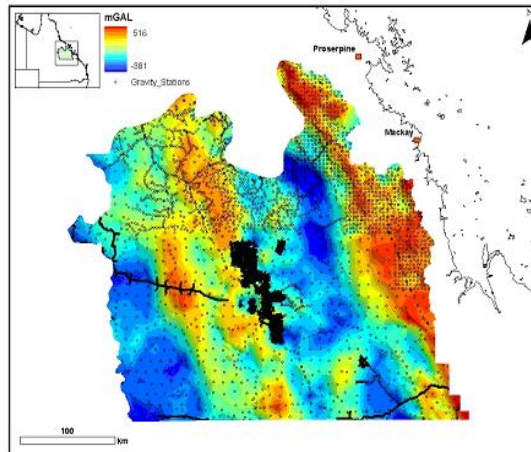 mGAL
516
-381
Gravity_Stations
Proserpine
Mackay
100
km